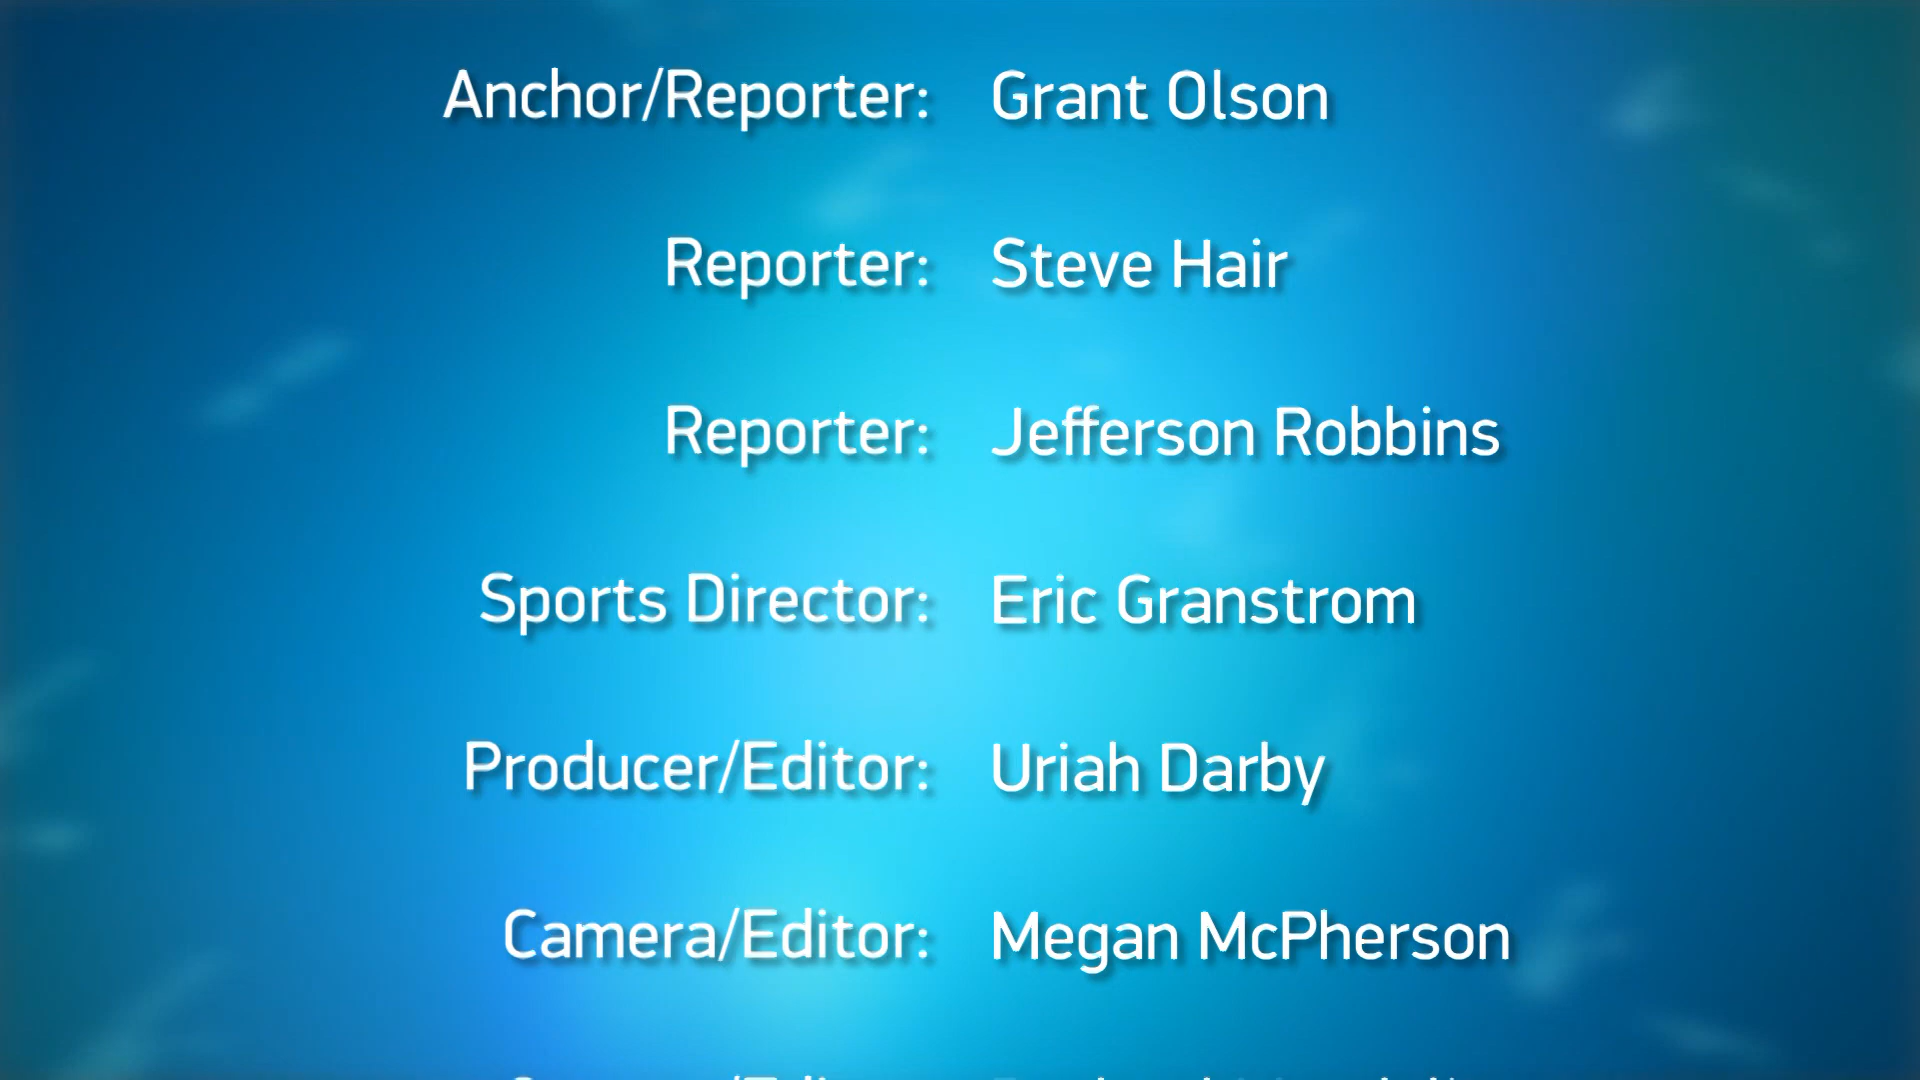 Anchor/Reporter: Grant Olson
Reporter: Steve Hair
Reporter: Jefferson Robbins
Sports Director: Eric Granstrom
Producer/Editor: Uriah Darby
Camera/Editor: Megan McPherson